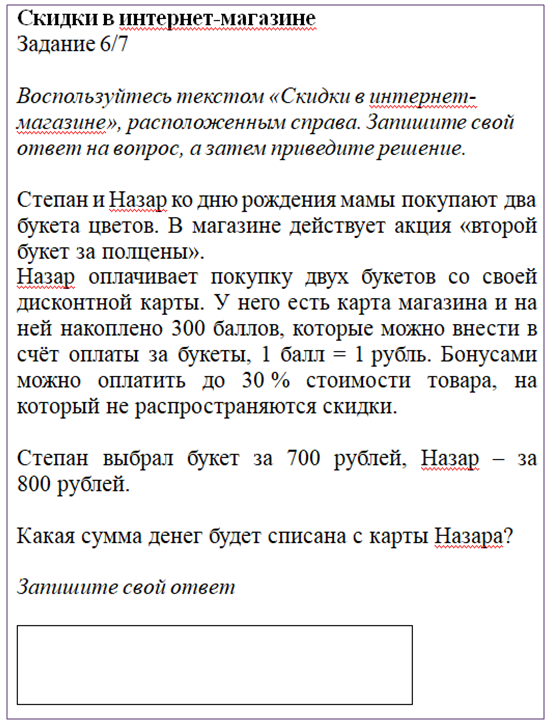 Скидки в интернет-магазине
Задание 6/7
Воспользуйтесь текстом «Скидки в интернет-
магазине», расположенным справа. Запишите свой
ответ на вопрос, а затем приведите решение.
Степан и Назар ко дню рождения мамы покупают два
букета цветов. В магазине действует акция «второй
букет за полцены».
Назар оплачивает покупку двух букетов со своей
дисконтной карты. У него есть карта магазина и на
ней накоплено 300 баллов, которые можно внести в
счёт оплаты за букеты, 1 балл = 1 рубль. Бонусами
можно оплатить до 30 % стоимости товара, на
который не распространяются скидки.
Степан выбрал букет за 700 рублей, Назар – за
800 рублей.
Какая сумма денег будет списана с карты Назара?
Запишите свой ответ